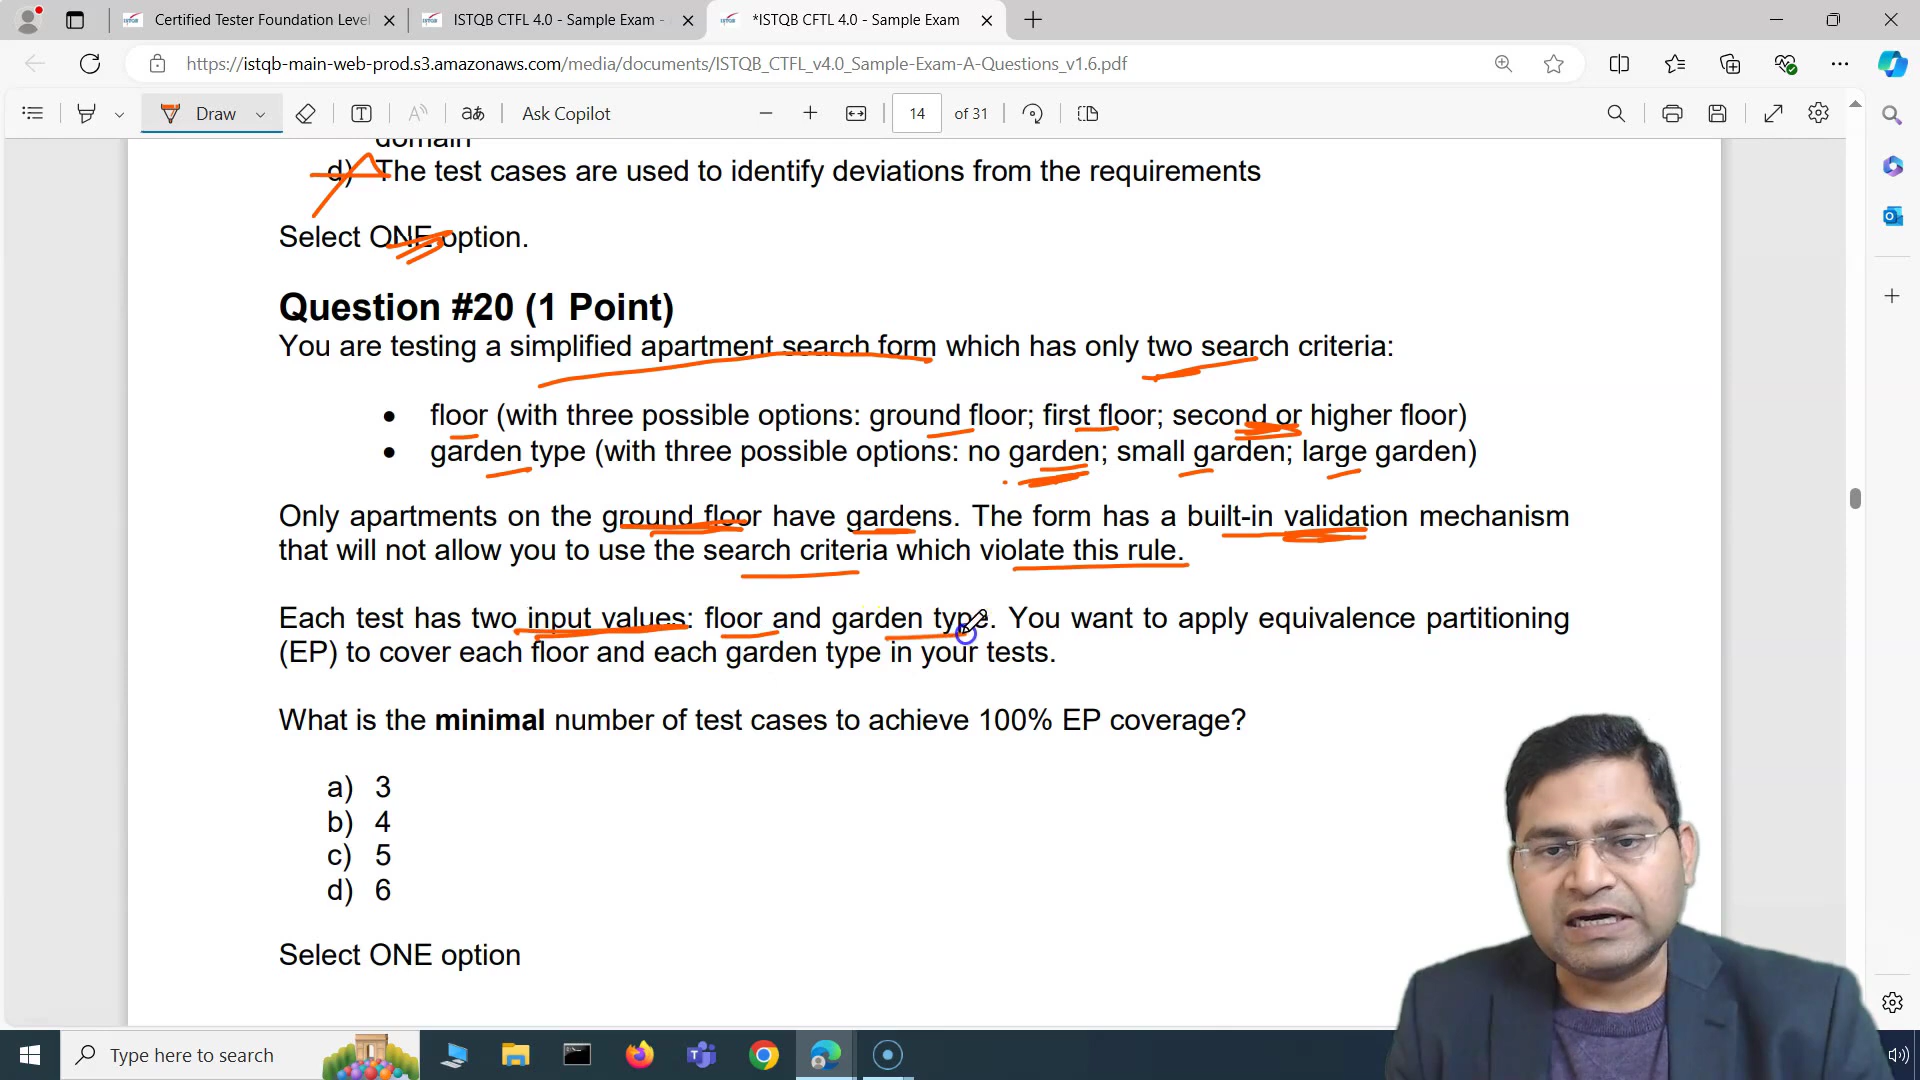 Certified Tester Foundation Level
ISTQB CTFL 4.0 - Sample Exam -
*ISTQB CFTL 4.0 - Sample Exam
https://istqb-main-web-prod.s3.amazonaws.com/media/documents/ISTQB_CTFL_v4.0_Sample-Exam-A-Questions_v1.6.pdf
Draw
Ask Copilot
14 of 31
domain
d) The test cases are used to identify deviations from the requirements
Select ONE option.
Question #20 (1 Point)
You are testing a simplified apartment search form which has only two search criteria:
• floor (with three possible options: ground floor; first floor; second or higher floor)
• garden type (with three possible options: no garden; small garden; large garden)
Only apartments on the ground floor have gardens. The form has a built-in validation mechanism
that will not allow you to use the search criteria which violate this rule.
Each test has two input values: floor and garden type. You want to apply equivalence partitioning
(EP) to cover each floor and each garden type in your tests.
What is the minimal number of test cases to achieve 100% EP coverage?
a) 3
b) 4
c) 5
d) 6
Select ONE option
Type here to search